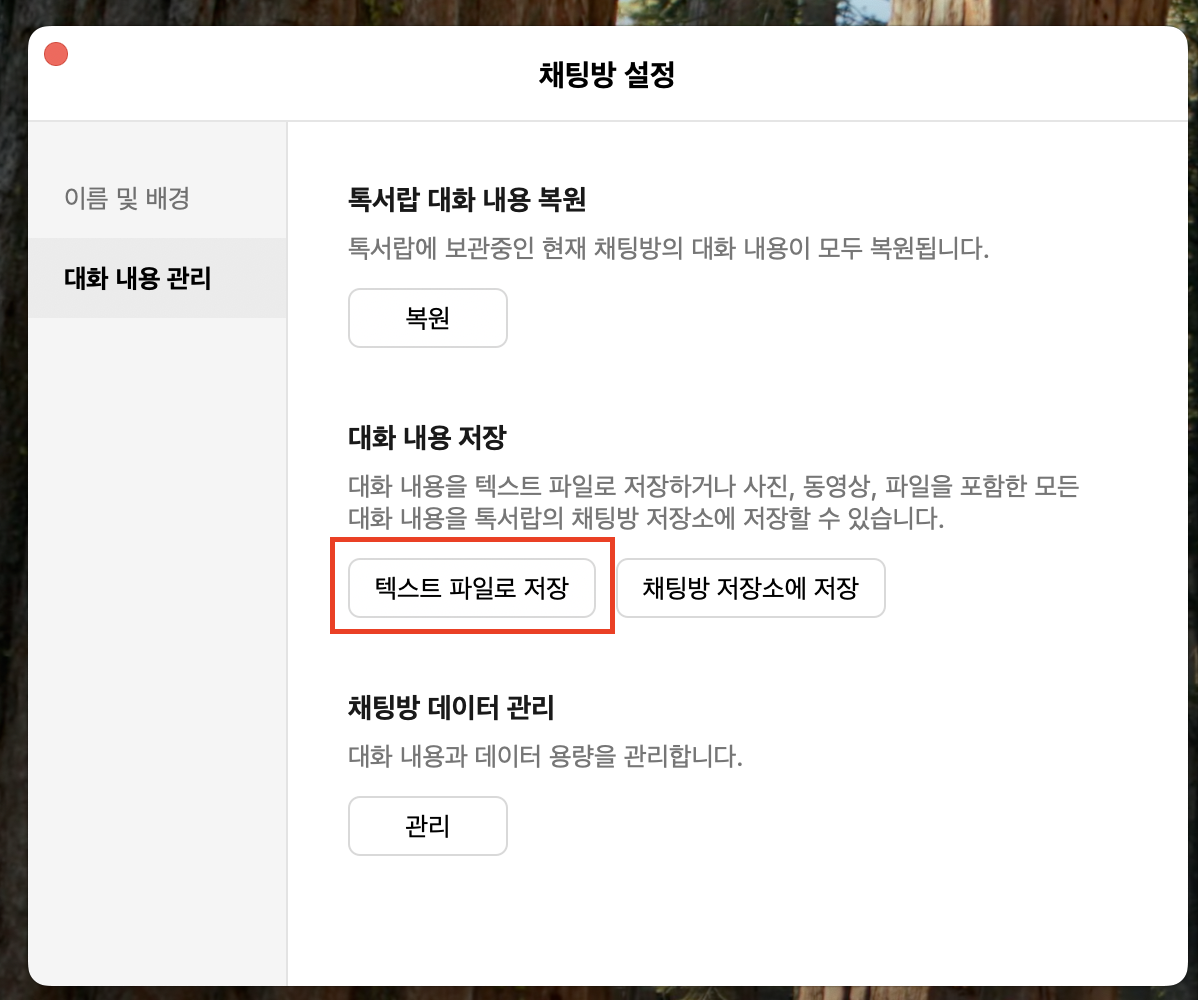 채팅방 설정
이름 및 배경
대화 내용 관리
톡서랍 대화 내용 복원
톡서랍에 보관중인 현재 채팅방의 대화 내용이 모두 복원됩니다.
복원
대화 내용 저장
대화 내용을 텍스트 파일로 저장하거나 사진, 동영상, 파일을 포함한 모든
대화 내용을 톡서랍의 채팅방 저장소에 저장할 수 있습니다.
텍스트 파일로 저장
채팅방 저장소에 저장
채팅방 데이터 관리
대화 내용과 데이터 용량을 관리합니다.
관리